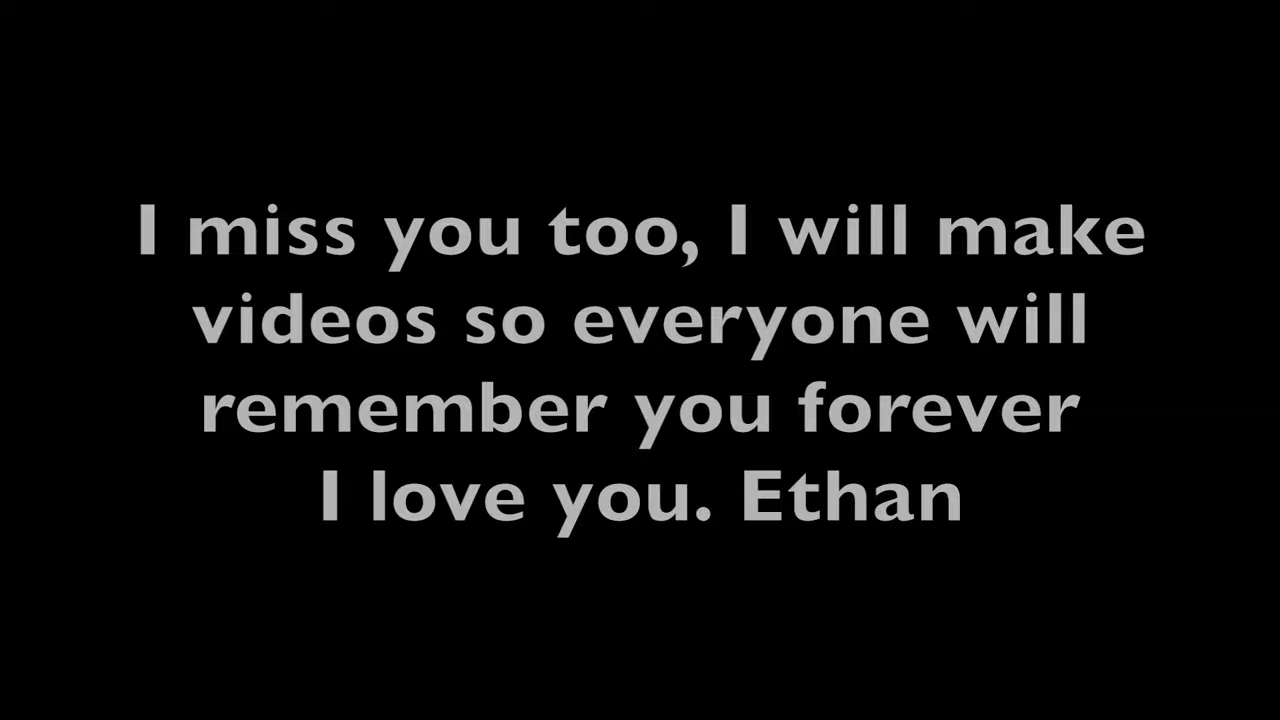 I miss you too, I will make
videos so everyone will
remember you forever
I love you. Ethan